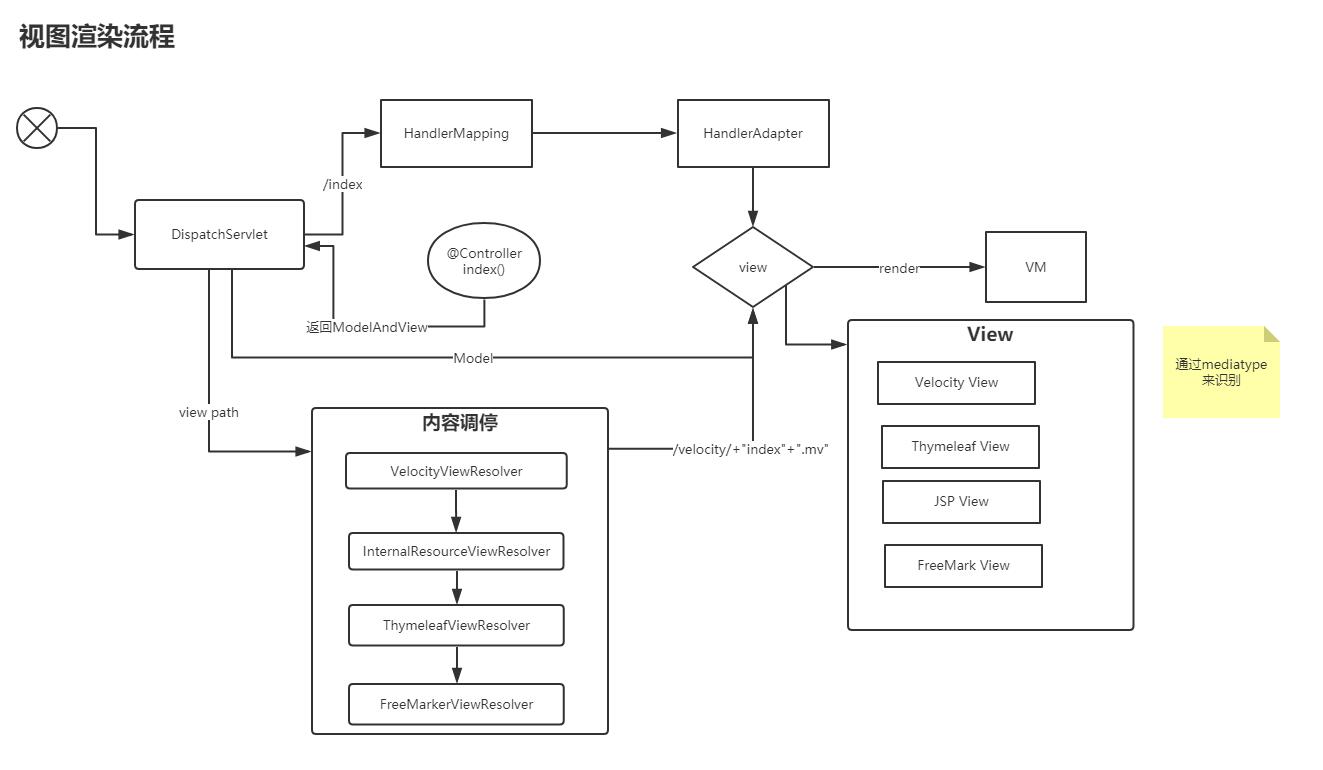 视图渲染流程
HandlerMapping
HandlerAdapter
/index
DispatchServlet
@Controller
index()
view
render
VM
返回ModelAndView
View
Model
通过mediatype
来识别
Velocity View
view path
内容调停
Thymeleaf View
/velocity/+"index"+".mv"
VelocityViewResolver
JSP View
InternalResourceViewResolver
FreeMark View
ThymeleafViewResolver
FreeMarkerViewResolver